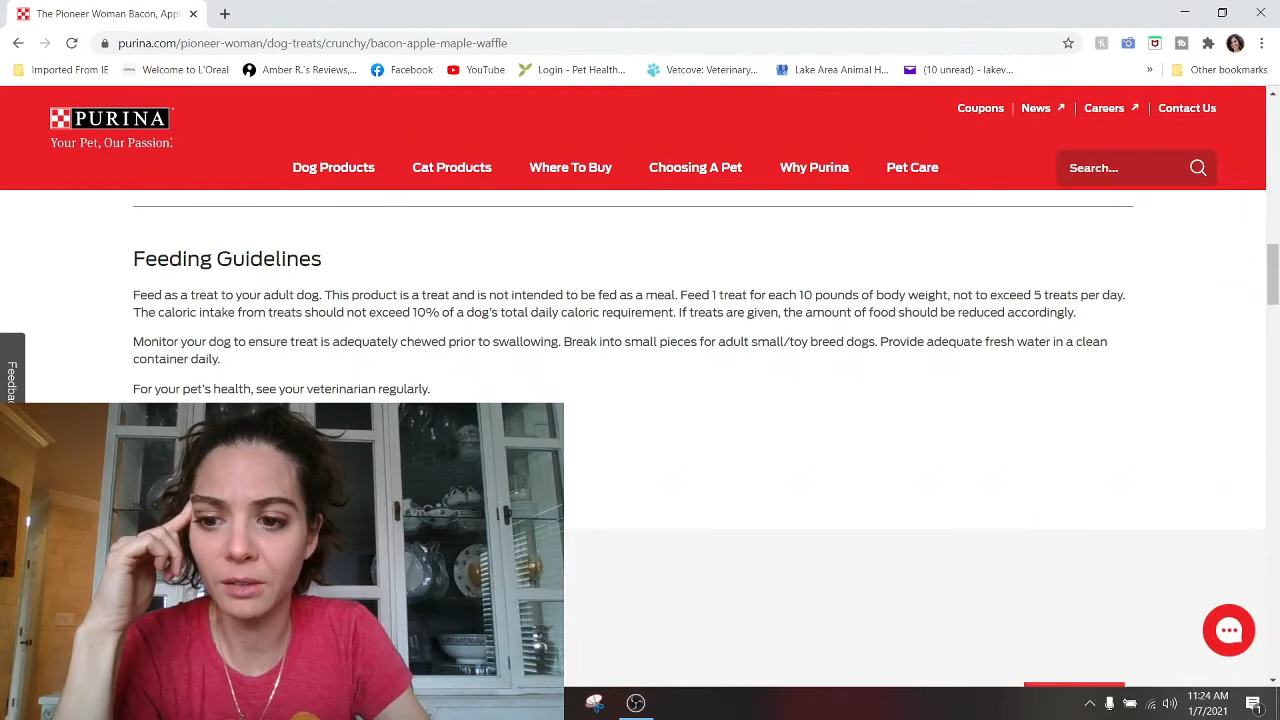 The Pioneer Woman Bacon, Appl
purina.com/pioneer-woman/dog-treats/crunchy/bacon-apple-maple-waffle
Imported From IE
Welcome to L'Oreal
Amber R.'s Reviews,...
Facebook
YouTube
Login - Pet Health...
Vetcove: Veterinary...
Lake Area Animal H...
(10 unread) - lakev...
»
Other bookmarks
PURINA
Your Pet, Our Passion.®
Coupons
News
Careers
Contact Us
Dog Products
Cat Products
Where To Buy
Choosing A Pet
Why Purina
Pet Care
Search...
Feeding Guidelines
Feed as a treat to your adult dog. This product is a treat and is not intended to be fed as a meal. Feed 1 treat for each 10 pounds of body weight, not to exceed 5 treats per day.
The caloric intake from treats should not exceed 10% of a dog's total daily caloric requirement. If treats are given, the amount of food should be reduced accordingly.
Monitor your dog to ensure treat is adequately chewed prior to swallowing. Break into small pieces for adult small/toy breed dogs. Provide adequate fresh water in a clean
container daily.
For your pet's health, see your veterinarian regularly.
Feedbac
11:24 AM
1/7/2021